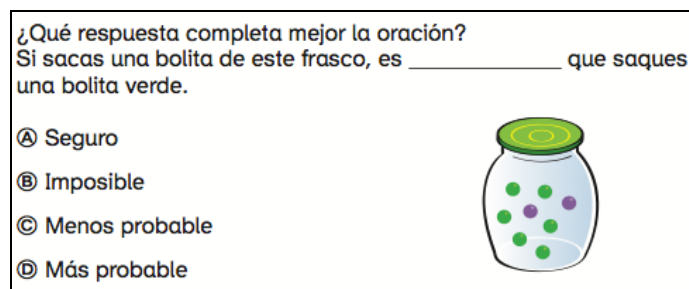 ¿Qué respuesta completa mejor la oración?
Si sacas una bolita de este frasco, es _____________ que saques
una bolita verde.
Ⓐ Seguro
Ⓑ Imposible
Ⓒ Menos probable
Ⓓ Más probable